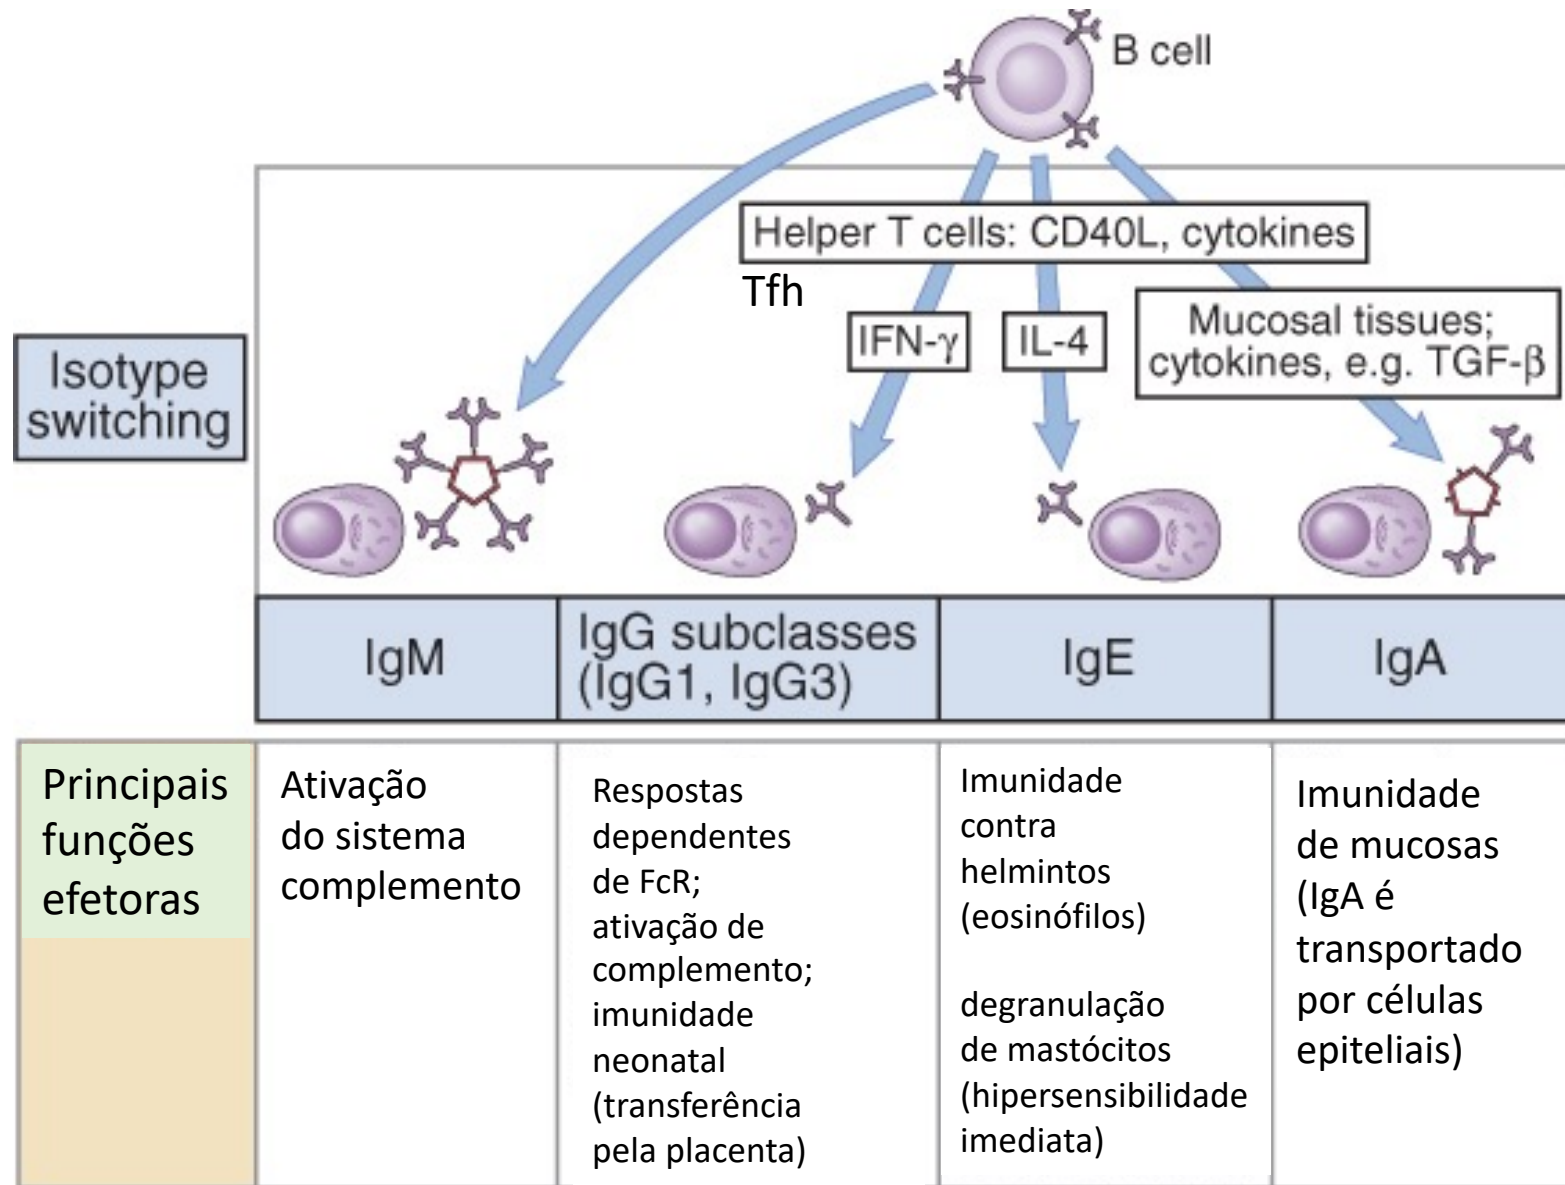 B cell
Helper T cells: CD40L, cytokines
Tfh
IFN-γ
IL-4
Mucosal tissues;
cytokines, e.g. TGF-β
Isotype
switching
IgM
IgG subclasses
(IgG1, IgG3)
IgE
IgA
Principais
funções
efetoras
Ativação
do sistema
complemento
Respostas
dependentes
de FcR;
ativação de
complemento;
imunidade
neonatal
(transferência
pela placenta)
Imunidade
contra
helmintos
(eosinófilos)
degranulação
de mastócitos
(hipersensibilidade
imediata)
Imunidade
de mucosas
(IgA é
transportado
por células
epiteliais)